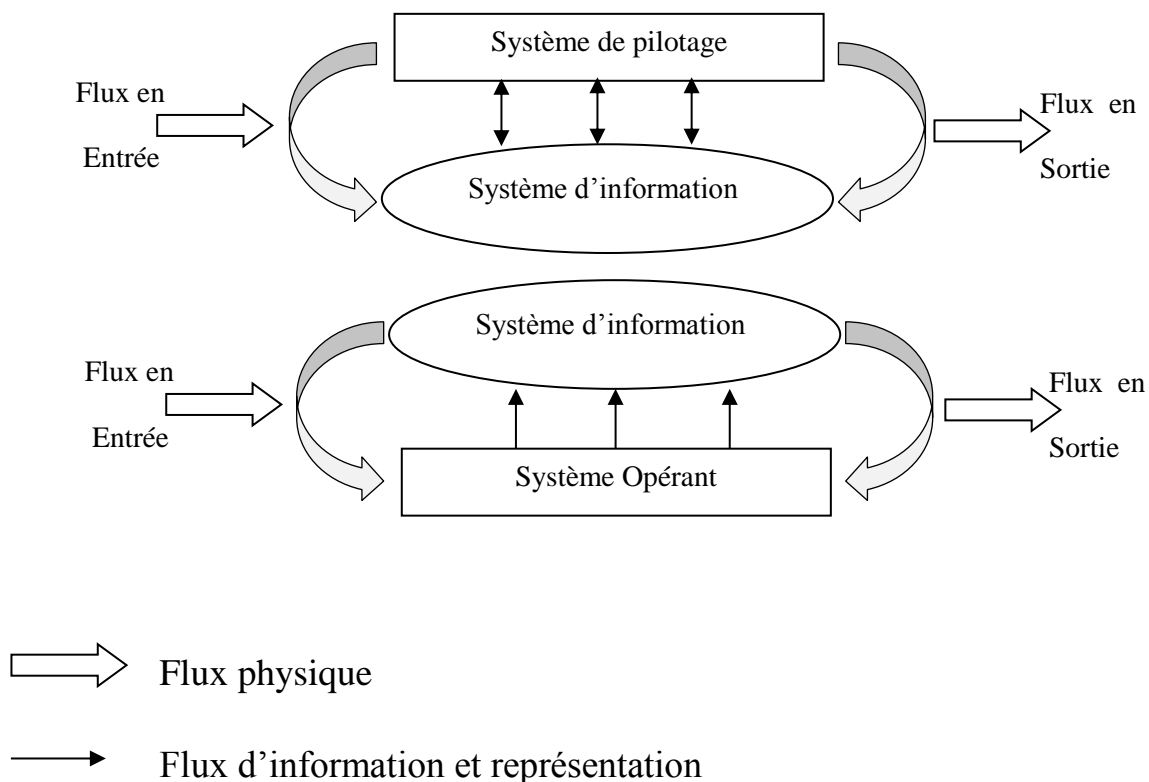 Système de pilotage
Flux en
Entrée
Flux en
Sortie
Système d’information
Système d’information
Flux en
Entrée
Flux en
Sortie
Système Opérant
Flux physique
Flux d’information et représentation